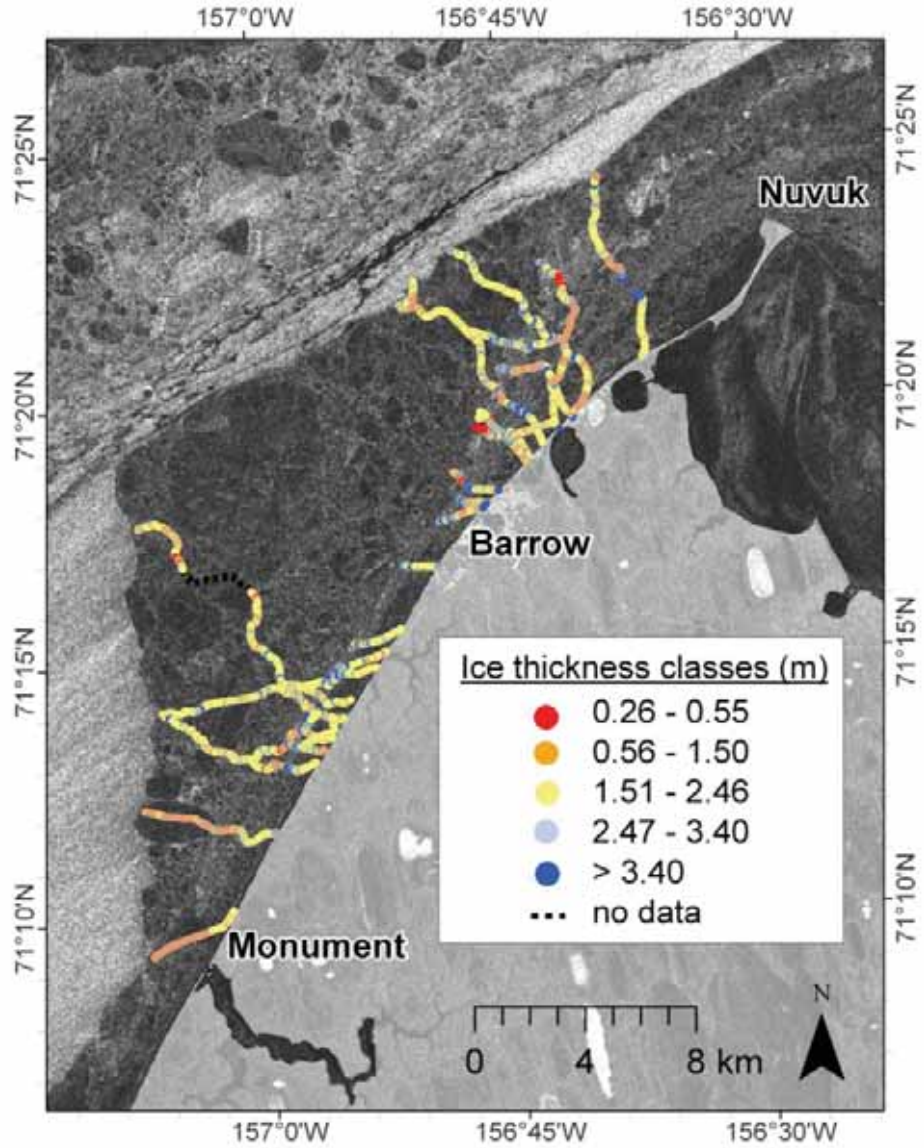 157°0'W 156°45'W 156°30'W
71°25'N
71°25'N
Nuvuk
71°20'N
71°20'N
Barrow
71°15'N
71°15'N
Ice thickness classes (m)
0.26 - 0.55
0.56 - 1.50
1.51 - 2.46
2.47 - 3.40
> 3.40
no data
71°10'N
71°10'N
Monument
N
0 4 8 km
157°0'W 156°45'W 156°30'W